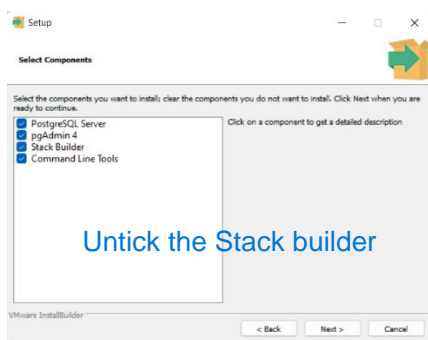 Setup
Select Components
Select the components you want to install; clear the components you do not want to install. Click Next when you are
ready to continue.
PostgreSQL Server
pgAdmin 4
Stack Builder
Command Line Tools
Click on a component to get a detailed description
Untick the Stack builder
VMware InstallBuilder
< Back
Next >
Cancel